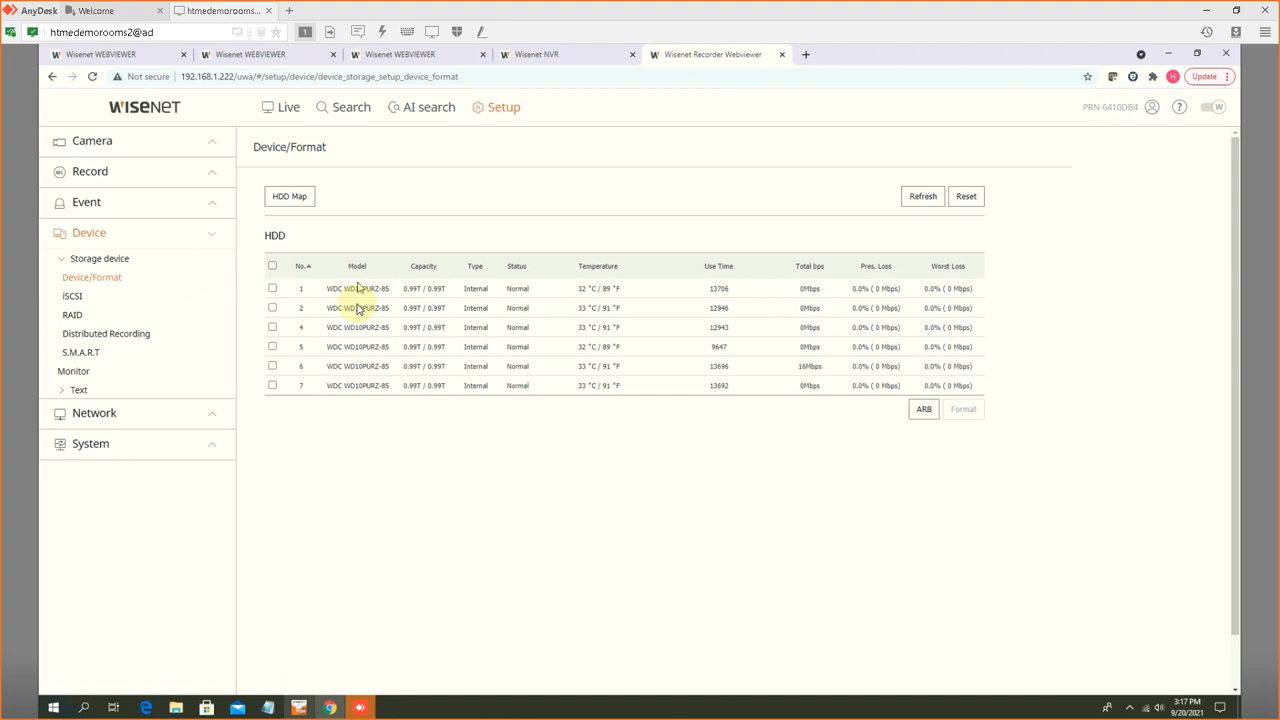 AnyDesk Welcome htmedemorooms...
htmedemorooms2@ad 1
Wisenet WEBVIEWER Wisenet WEBVIEWER Wisenet WEBVIEWER Wisenet NVR Wisenet Recorder Webviewer
Not secure 192.168.1.222/uwa/#/setup/device/device_storage_setup_device_format H Update
WISENET Live Search AI search Setup PRN-6410DB4 ? W
Camera
Record
Event
Device
Storage device
Device/Format
iSCSI
RAID
Distributed Recording
S.M.A.R.T
Monitor
Text
Network
System
Device/Format
HDD Map Refresh Reset
HDD
No. Model Capacity Type Status Temperature Use Time Total bps Pres. Loss Worst Loss
1 WDC WD10PURZ-85 0.99T / 0.99T Internal Normal 32 °C / 89 °F 13706 0Mbps 0.0% ( 0 Mbps) 0.0% ( 0 Mbps)
2 WDC WD10PURZ-85 0.99T / 0.99T Internal Normal 33 °C / 91 °F 12946 0Mbps 0.0% ( 0 Mbps) 0.0% ( 0 Mbps)
4 WDC WD10PURZ-85 0.99T / 0.99T Internal Normal 33 °C / 91 °F 12943 0Mbps 0.0% ( 0 Mbps) 0.0% ( 0 Mbps)
5 WDC WD10PURZ-85 0.99T / 0.99T Internal Normal 32 °C / 89 °F 9647 0Mbps 0.0% ( 0 Mbps) 0.0% ( 0 Mbps)
6 WDC WD10PURZ-85 0.99T / 0.99T Internal Normal 33 °C / 91 °F 13696 16Mbps 0.0% ( 0 Mbps) 0.0% ( 0 Mbps)
7 WDC WD10PURZ-85 0.99T / 0.99T Internal Normal 33 °C / 91 °F 13692 0Mbps 0.0% ( 0 Mbps) 0.0% ( 0 Mbps)
ARB Format
3:17 PM
9/20/2021